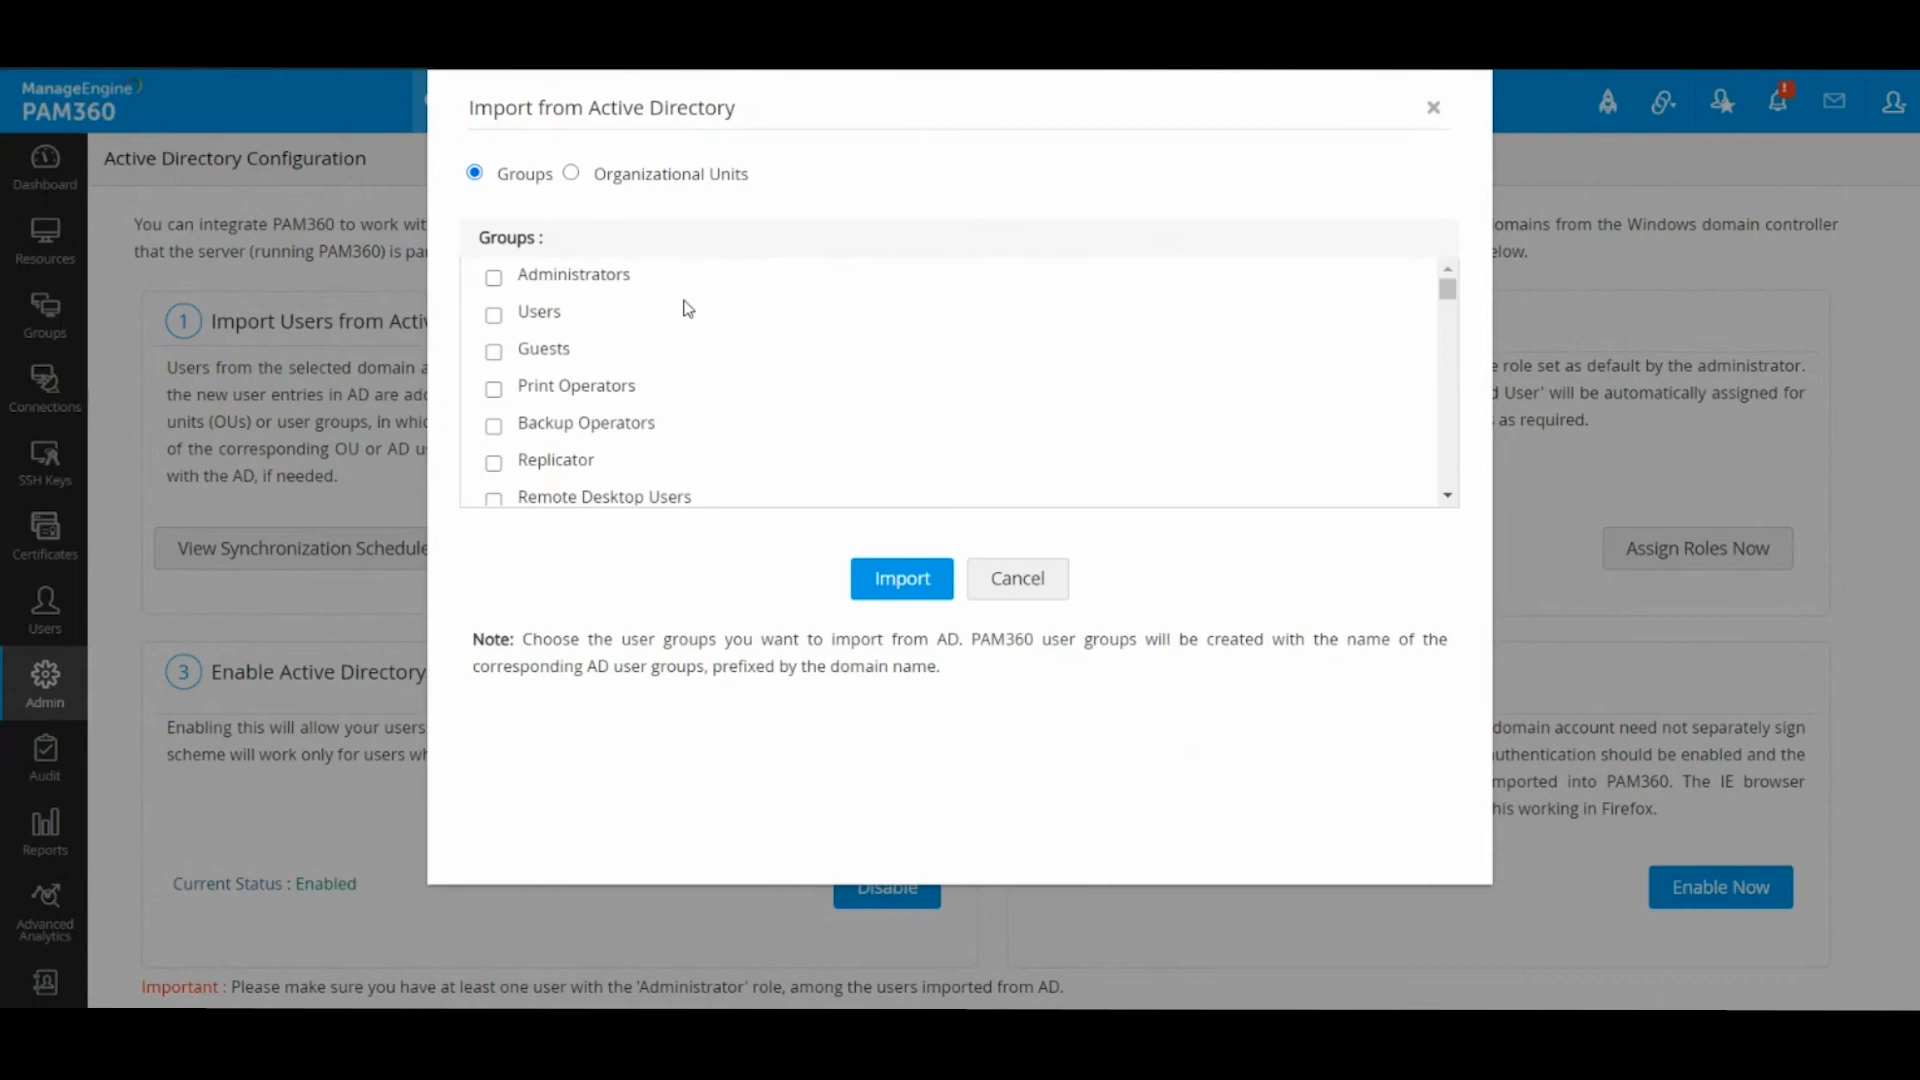 ManageEngine
PAM360
Dashboard
Resources
Groups
Connections
SSH Keys
Certificates
Users
Admin
Audit
Reports
Advanced
Analytics
Active Directory Configuration
You can integrate PAM360 to work wit
that the server (running PAM360) is pa
omains from the Windows domain controller
elow.
1 Import Users from Activ
Users from the selected domain a
the new user entries in AD are add
units (OUs) or user groups, in whic
of the corresponding OU or AD u
with the AD, if needed.
View Synchronization Schedule
e role set as default by the administrator.
d User' will be automatically assigned for
as required.
Assign Roles Now
Import from Active Directory
×
Groups Organizational Units
Groups :
Administrators
Users
Guests
Print Operators
Backup Operators
Replicator
Remote Desktop Users
Import Cancel
Note: Choose the user groups you want to import from AD. PAM360 user groups will be created with the name of the
corresponding AD user groups, prefixed by the domain name.
3 Enable Active Directory
Enabling this will allow your users
scheme will work only for users wh
Current Status : Enabled
Disable
domain account need not separately sign
uthentication should be enabled and the
mported into PAM360. The IE browser
his working in Firefox.
Enable Now
Important : Please make sure you have at least one user with the 'Administrator' role, among the users imported from AD.